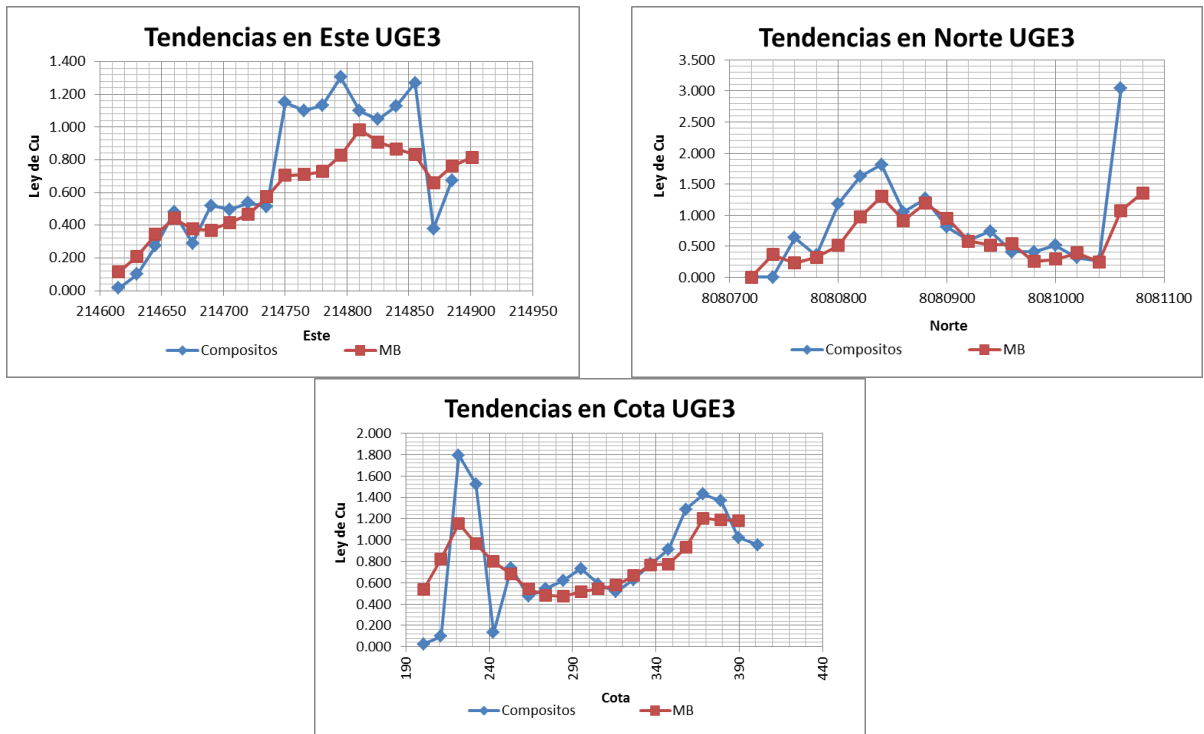 Tendencias en Este UGE3
1.400
1.200
1.000
0.800
0.600
0.400
0.200
0.000
Ley de Cu
214600 214650 214700 214750 214800 214850 214900 214950
Este
Compositos MB
Tendencias en Norte UGE3
3.500
3.000
2.500
2.000
1.500
1.000
0.500
0.000
Ley de Cu
8080700 8080800 8080900 8081000 8081100
Norte
Compositos MB
Tendencias en Cota UGE3
2.000
1.800
1.600
1.400
1.200
1.000
0.800
0.600
0.400
0.200
0.000
Ley de Cu
190 240 290 340 390 440
Cota
Compositos MB